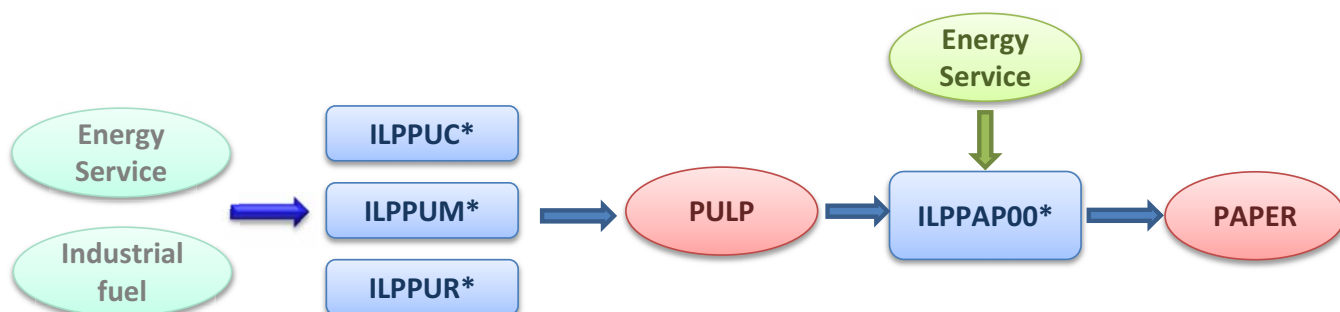 Energy
Service
Industrial
fuel
ILPPUC*
ILPPUM*
ILPPUR*
PULP
Energy
Service
ILPPAP00*
PAPER